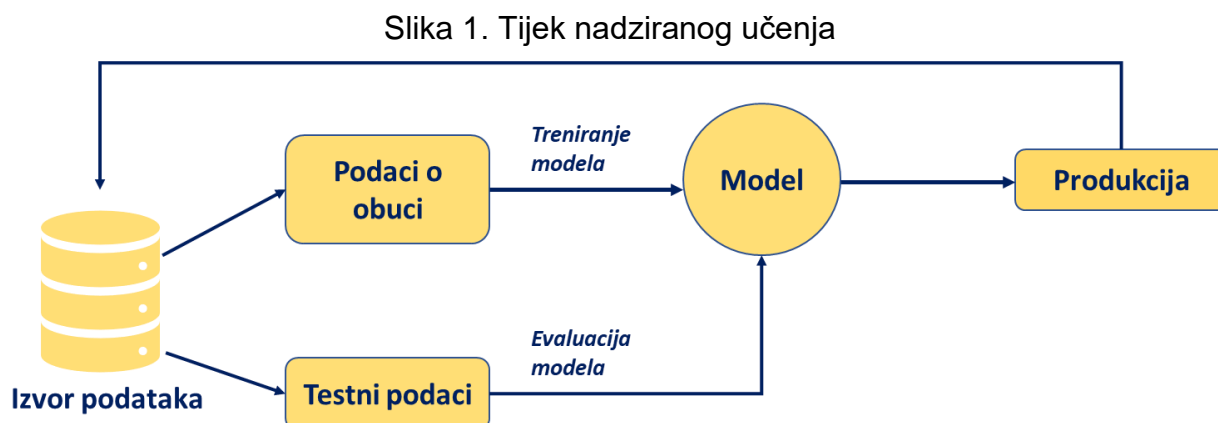 Slika 1. Tijek nadziranog učenja
Treniranje
modela
Podaci o
obuci
Model
Produkcija
Evaluacija
modela
Testni podaci
Izvor podataka